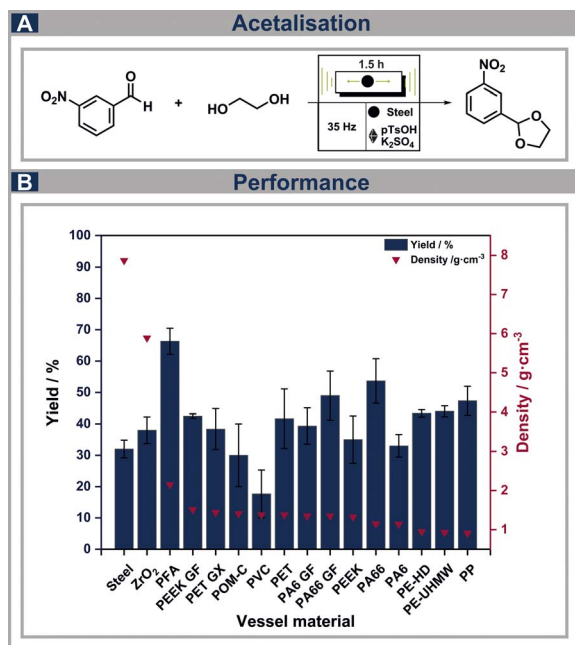 A Acetalisation
O₂N
O
H
+
HO
OH
1.5 h
35 Hz
Steel
pTsOH
K₂SO₄
NO₂
O
O
B Performance
Yield / %
Density /g·cm⁻³
100
90
80
70
60
50
40
30
20
10
0
Yield / %
8
7
6
5
4
3
2
1
Density / g·cm⁻³
Steel
ZrO₂
PFA
PEEK GF
PET GX
POM-C
PVC
PET
PA6 GF
PA66 GF
PEEK
PA66
PA6
PE-HD
PE-UHMW
PP
Vessel material